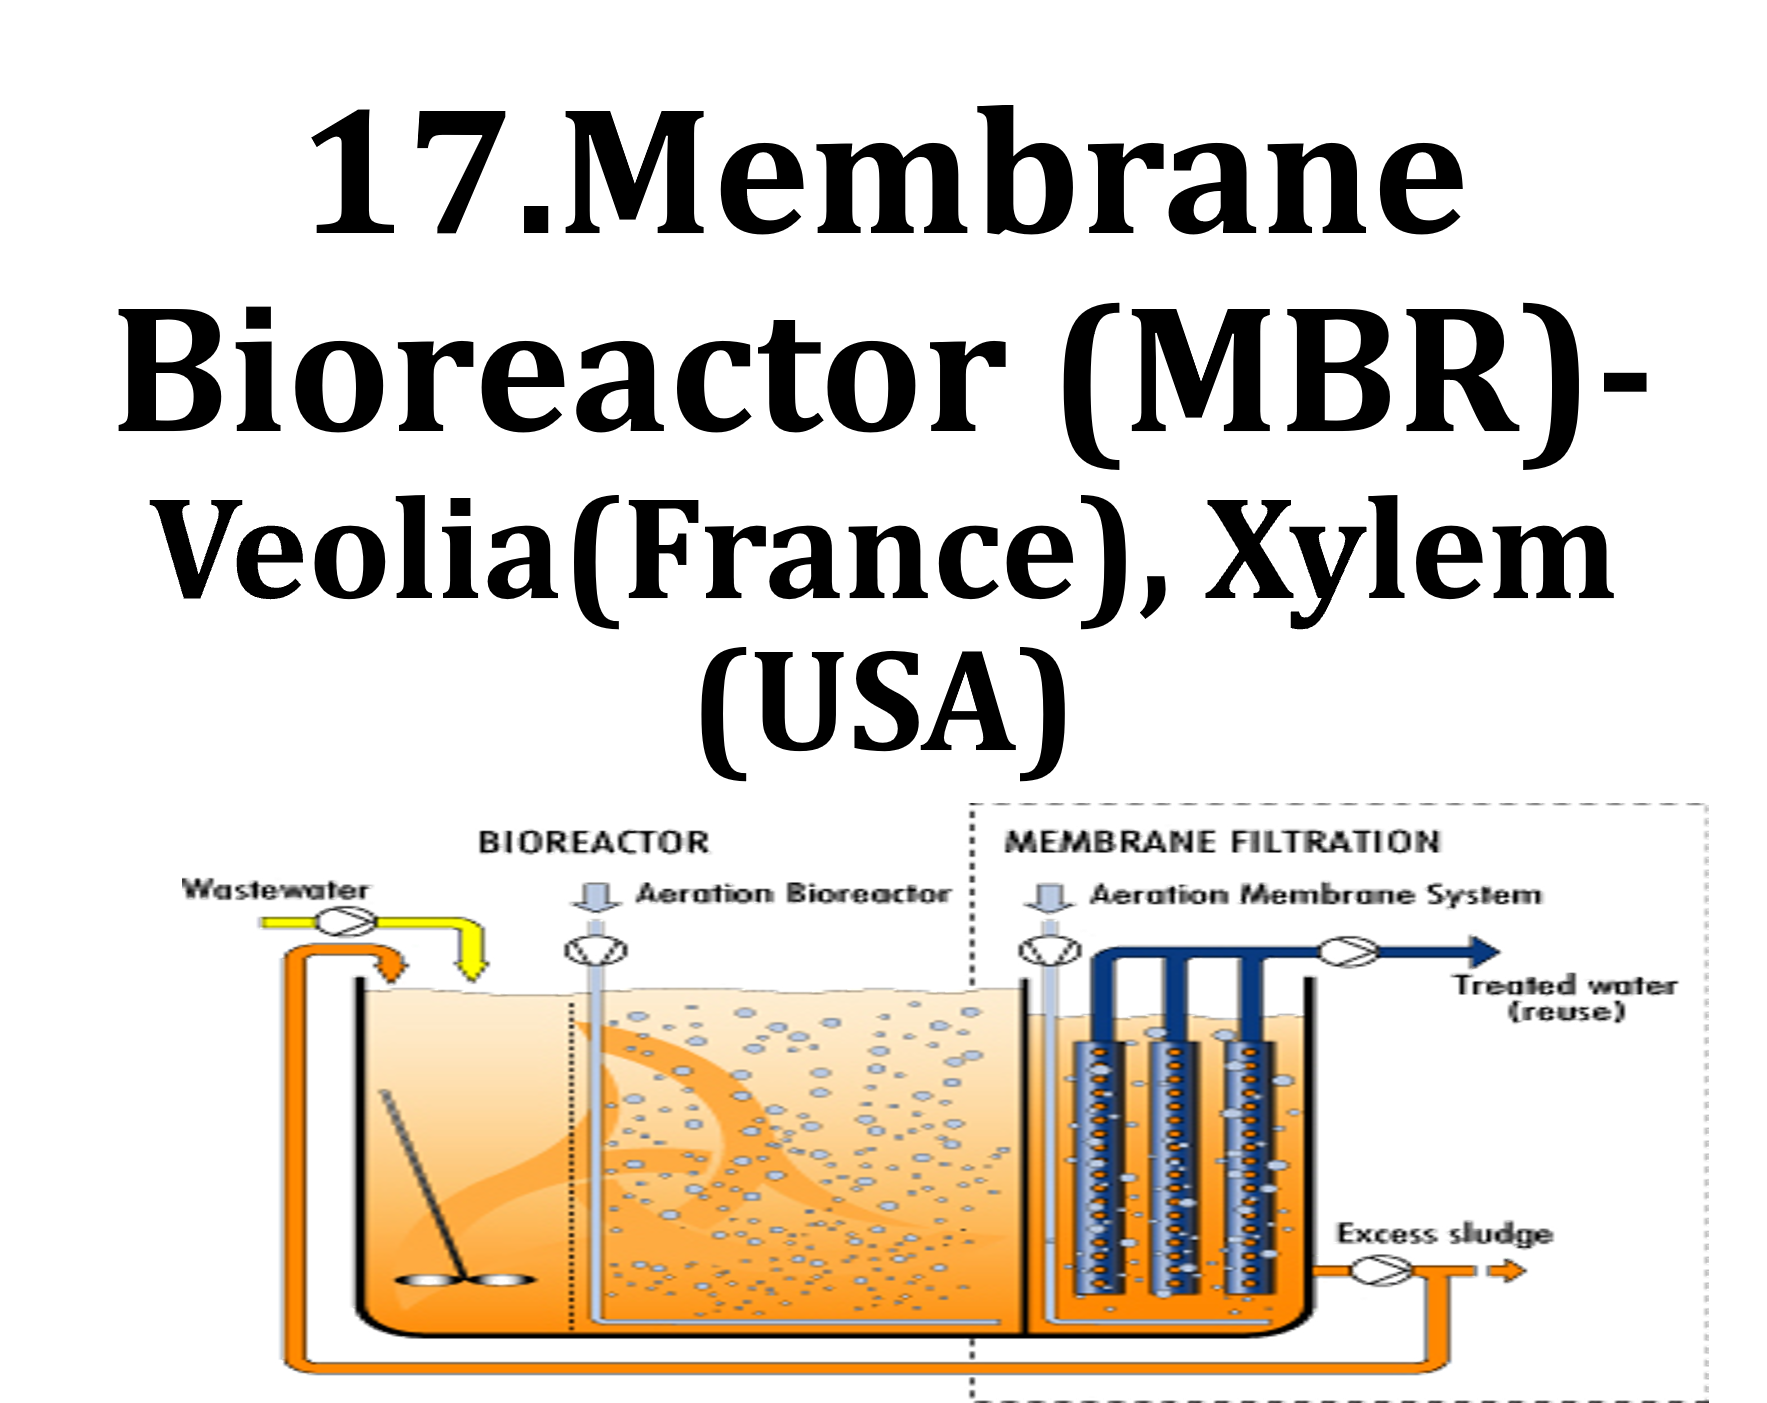 17.Membrane
Bioreactor (MBR)-
Veolia(France), Xylem
(USA)
BIOREACTOR
MEMBRANE FILTRATION
Wastewater
Aeration Bioreactor
Aeration Membrane System
Treated water
(reuse)
Excess sludge